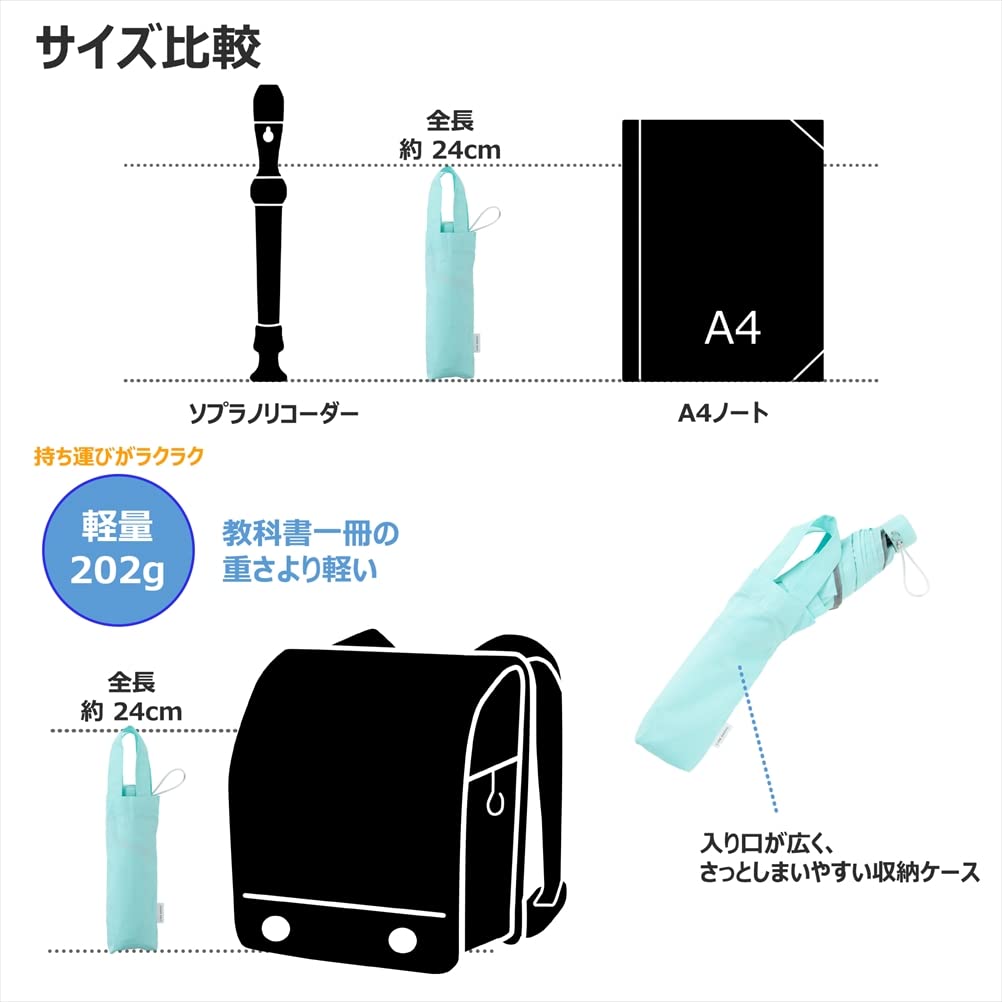 サイズ比較
全長
約 24cm
A4
ソプラノリコーダー
A4ノート
持ち運びがラクラク
軽量
202g
教科書一冊の
重さより軽い
全長
約 24cm
入り口が広く、
さっとしまいやすい収納ケース